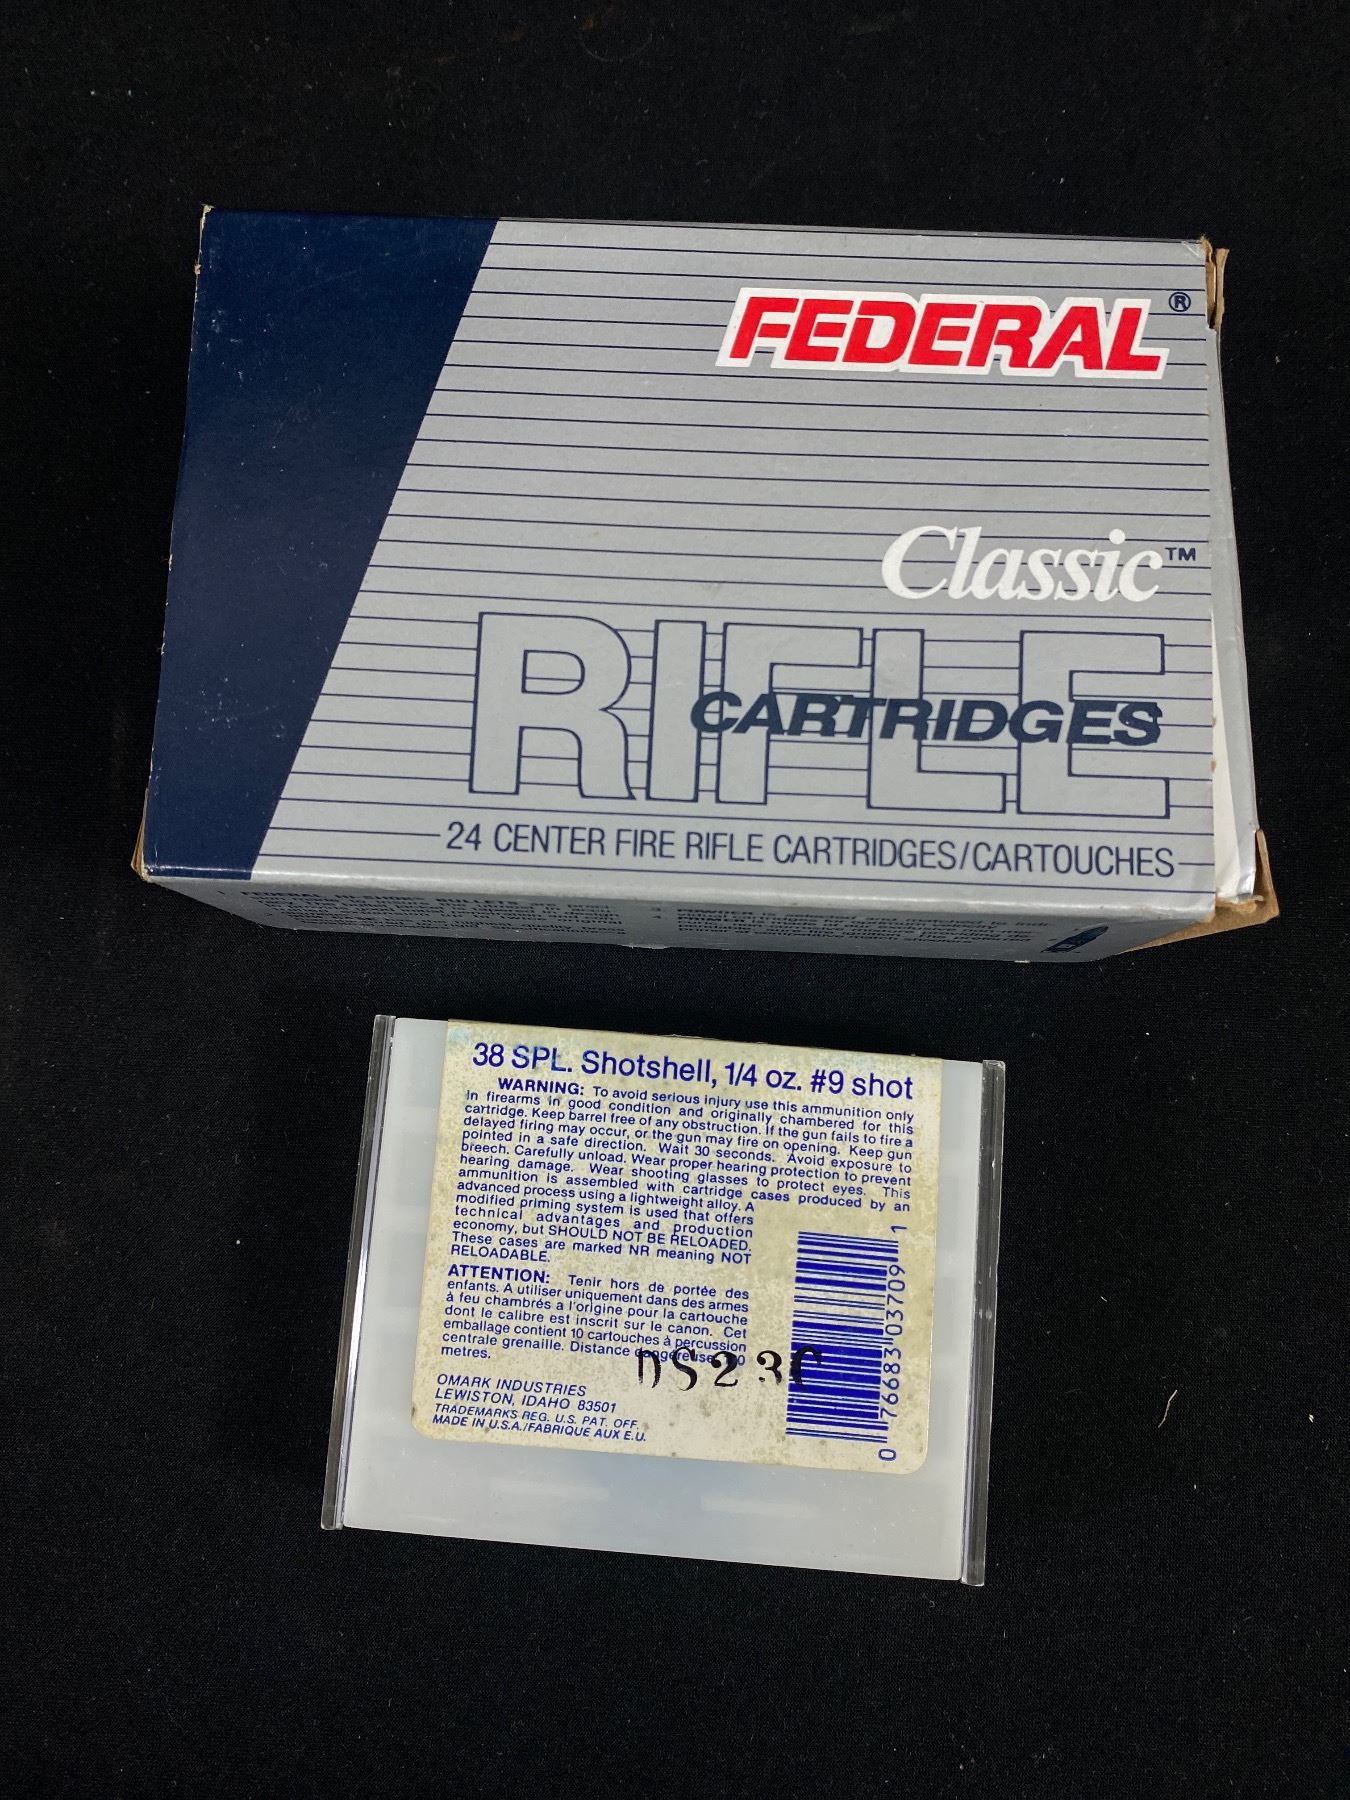 FEDERAL®
Classic™
RIFLE
CARTRIDGES
24 CENTER FIRE RIFLE CARTRIDGES/CARTOUCHES
38 SPL. Shotshell, 1/4 oz. #9 shot
WARNING: To avoid serious injury use this ammunition only
in firearms in good condition and originally chambered for this
cartridge. Keep barrel free of any obstruction. If the gun fails to fire a
delayed firing may occur, or the gun may fire on opening. Keep gun
pointed in a safe direction. Wait 30 seconds. Avoid exposure to
breech. Carefully unload. Wear proper hearing protection to prevent
hearing damage. Wear shooting glasses to protect eyes. This
ammunition is assembled with cartridge cases produced by an
advanced process using a lightweight alloy. A
modified priming system is used that offers
technical advantages and production
economy, but SHOULD NOT BE RELOADED.
These cases are marked NR meaning NOT
RELOADABLE.
ATTENTION: Tenir hors de portée des
enfants. A utiliser uniquement dans des armes
à feu chambrés a l'origine pour la cartouche
dont le calibre est inscrit sur le canon. Cet
emballage contient 10 cartouches à percussion
centrale grenaille. Distance dangereuse
metres.
OMARK INDUSTRIES
LEWISTON, IDAHO 83501
TRADEMARKS REG. U.S. PAT. OFF.
MADE IN U.S.A./FABRIQUE AUX E.U.
0 76683 03709 1